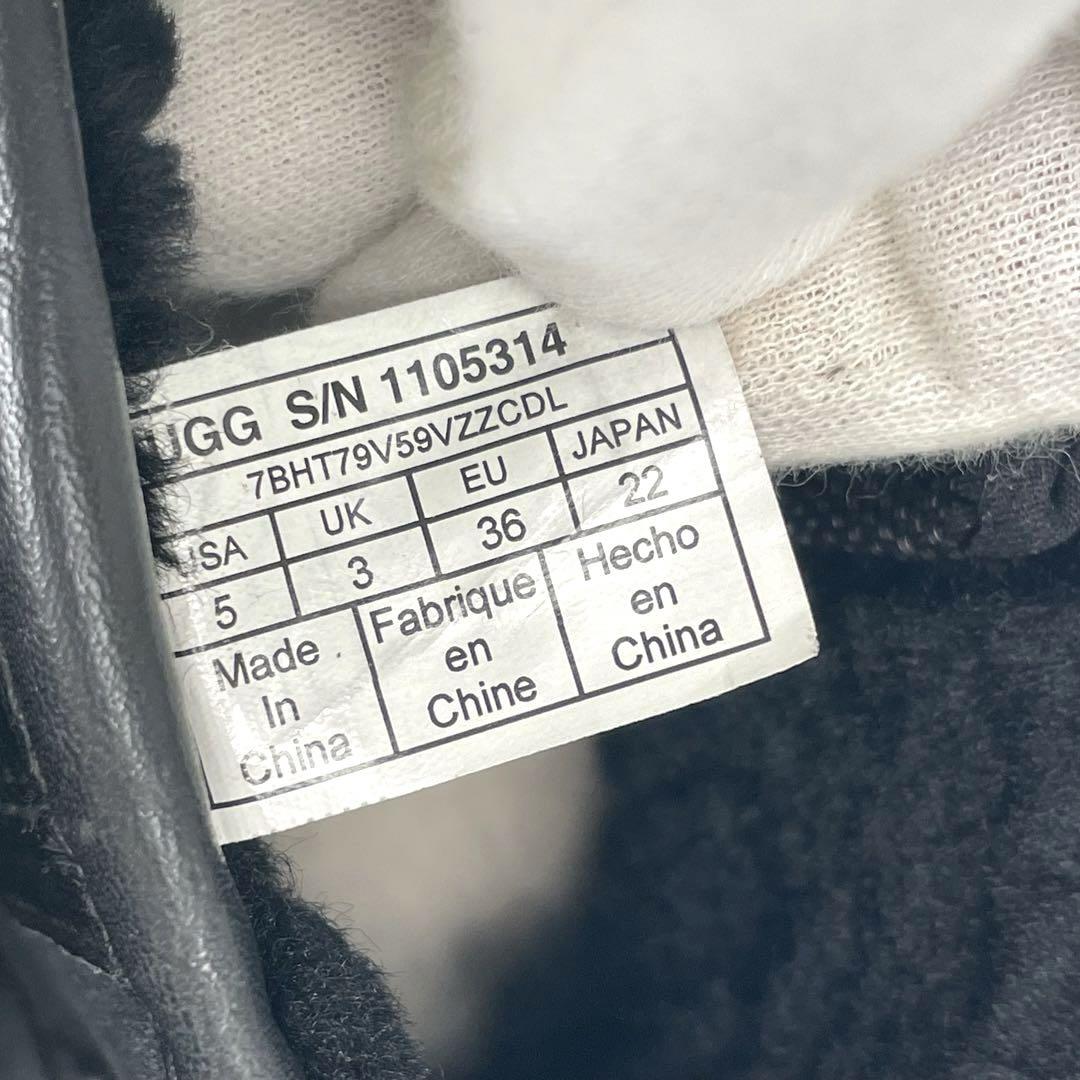 UGG S/N 1105314
7BHT79V59VZZCDL
USA UK EU JAPAN
5 3 36 22
Made In China
Fabrique en Chine
Hecho en China